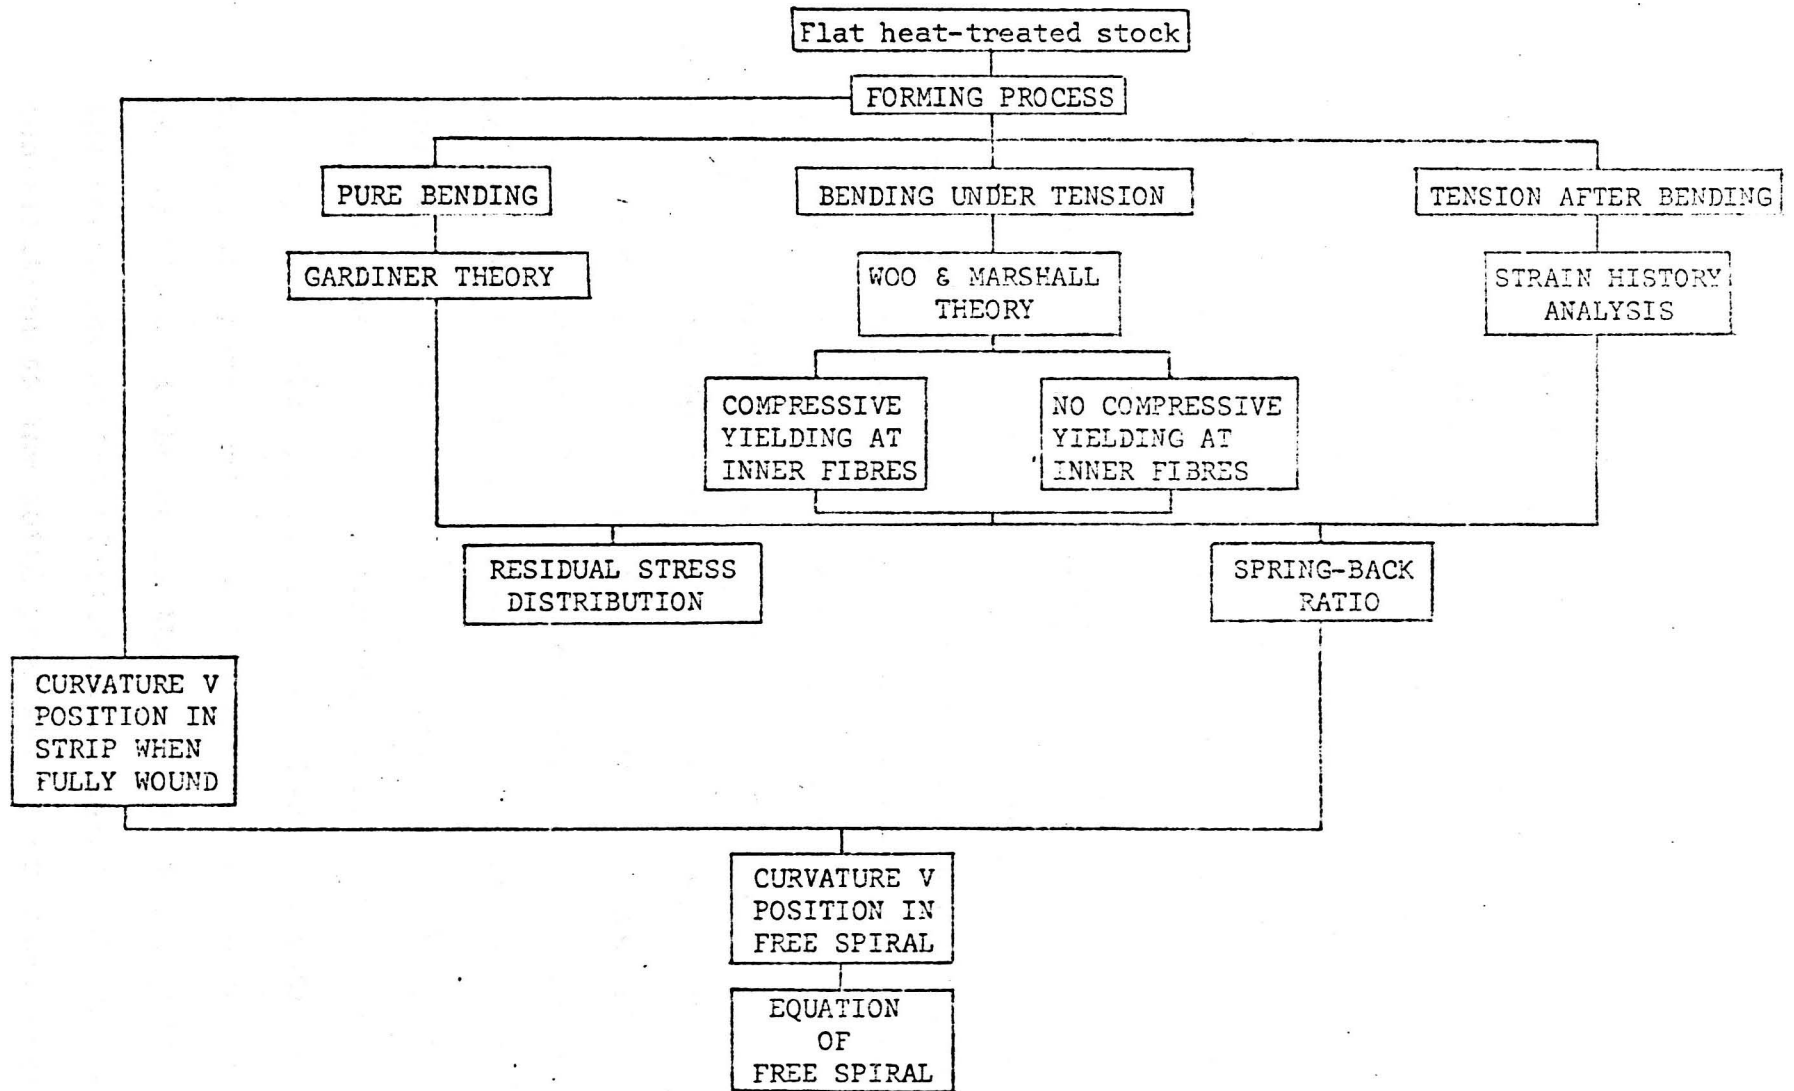 Flat heat-treated stock
FORMING PROCESS
PURE BENDING
BENDING UNDER TENSION
TENSION AFTER BENDING
GARDINER THEORY
WOO & MARSHALL
THEORY
STRAIN HISTORY
ANALYSIS
COMPRESSIVE
YIELDING AT
INNER FIBRES
NO COMPRESSIVE
YIELDING AT
INNER FIBRES
RESIDUAL STRESS
DISTRIBUTION
SPRING-BACK
RATIO
CURVATURE V
POSITION IN
STRIP WHEN
FULLY WOUND
CURVATURE V
POSITION IN
FREE SPIRAL
EQUATION
OF
FREE SPIRAL